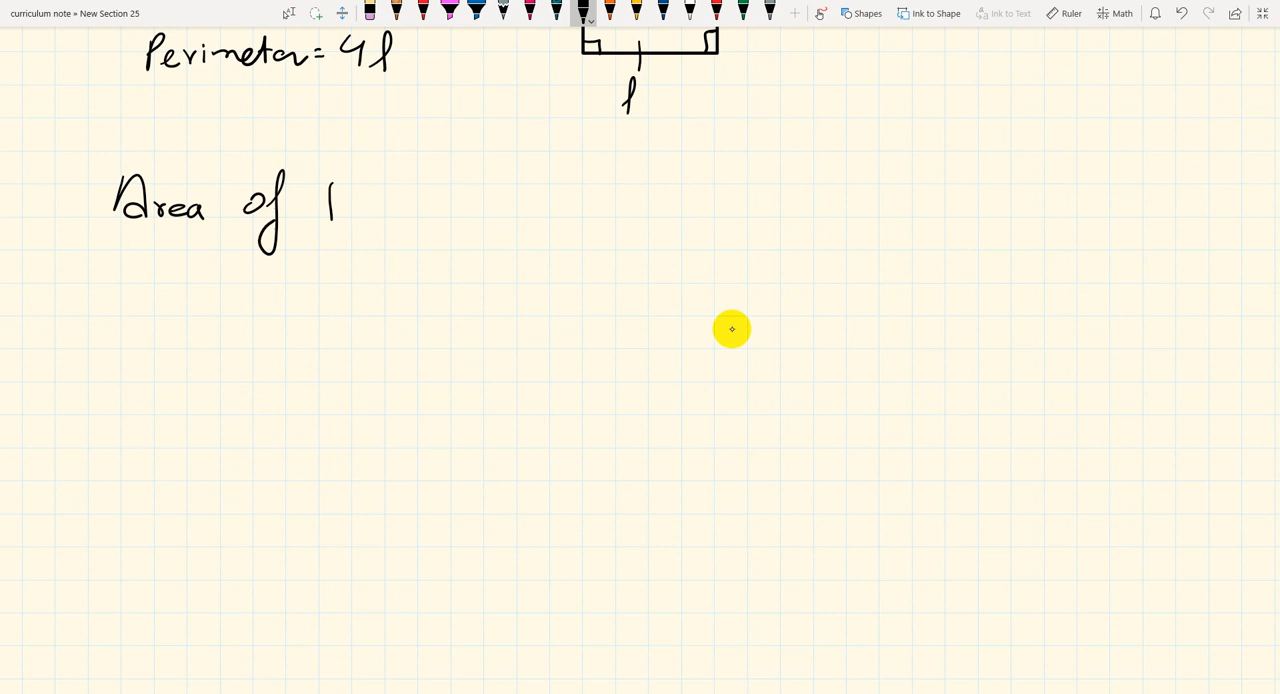 curriculum note » New Section 25
Shapes
Ink to Shape
Ink to Text
Ruler
Math
Perimeter = 4l
l
Area of